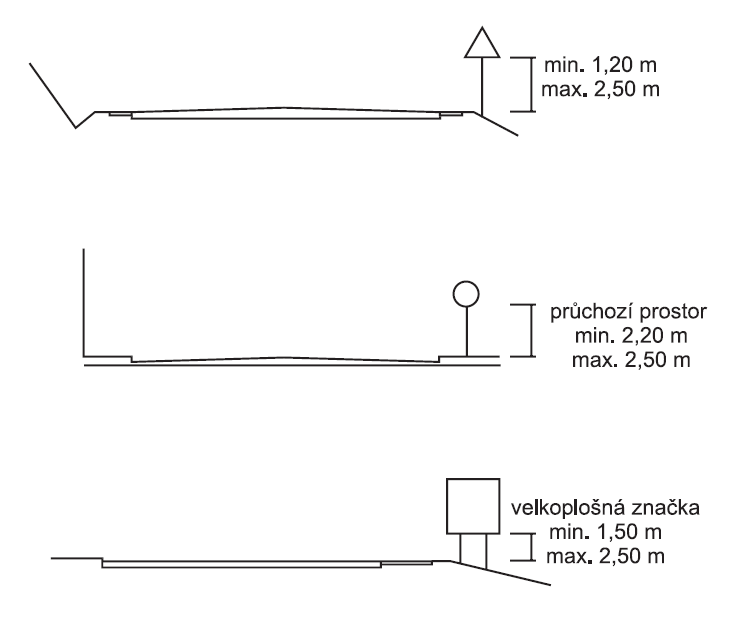 min. 1,20 m
max. 2,50 m
průchozí prostor
min. 2,20 m
max. 2,50 m
velkoplošná značka
min. 1,50 m
max. 2,50 m